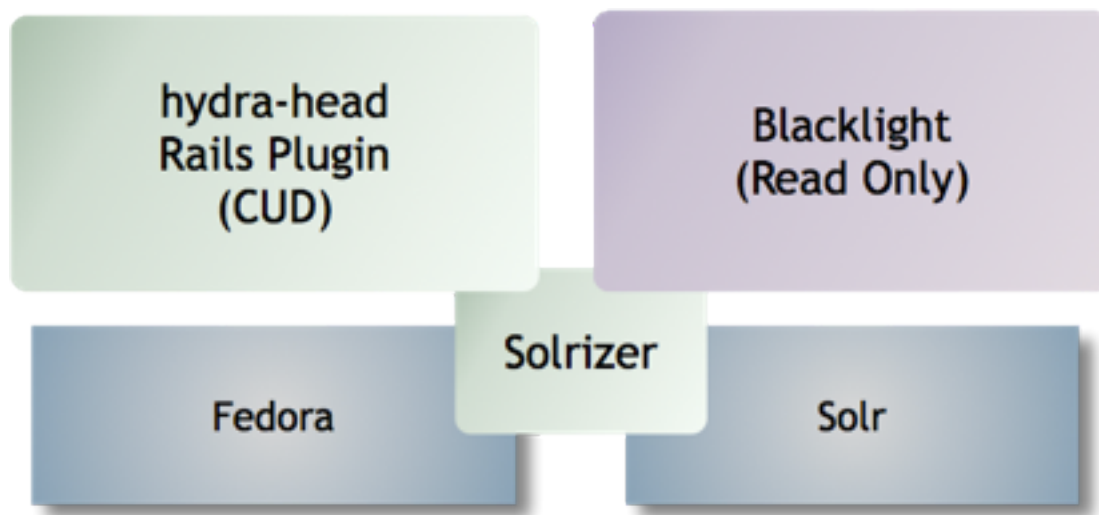 hydra-head
Rails Plugin
(CUD)
Blacklight
(Read Only)
Solrizer
Fedora
Solr